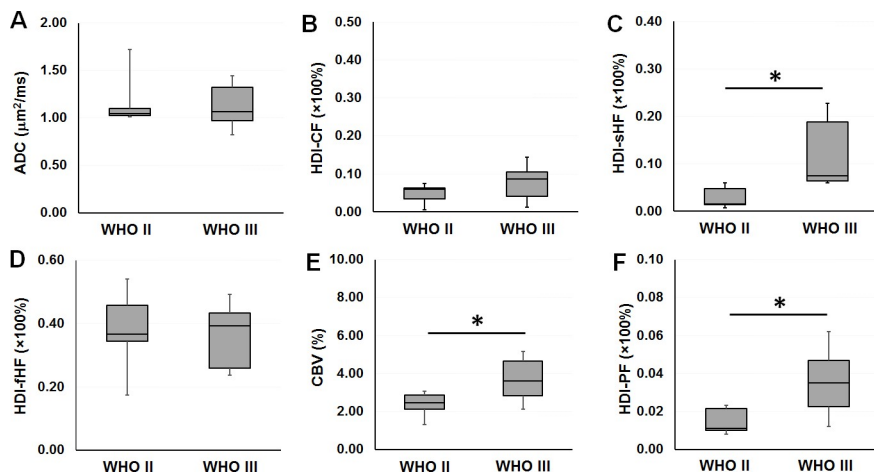 A
ADC (μm²/ms)
2.00
1.50
1.00
0.50
0.00
WHO II
WHO III
B
HDI-CF (×100%)
0.50
0.40
0.30
0.20
0.10
0.00
WHO II
WHO III
C
HDI-sHF (×100%)
0.40
0.30
0.20
0.10
0.00
*
WHO II
WHO III
D
HDI-fHF (×100%)
0.60
0.40
0.20
0.00
WHO II
WHO III
E
CBV (%)
10.00
8.00
6.00
4.00
2.00
0.00
*
WHO II
WHO III
F
HDI-PF (×100%)
0.10
0.08
0.06
0.04
0.02
0.00
*
WHO II
WHO III